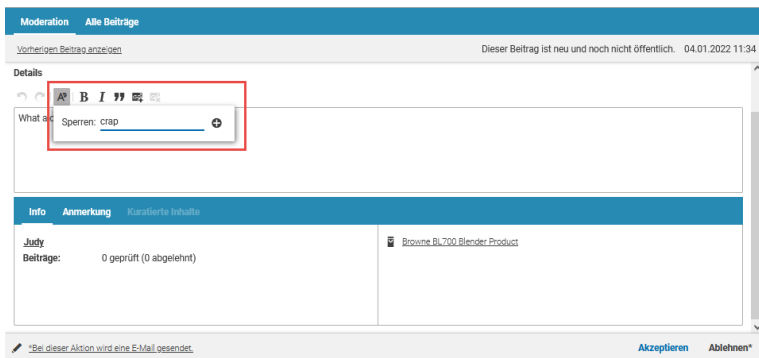 Moderation Alle Beiträge
Vorherigen Beitrag anzeigen Dieser Beitrag ist neu und noch nicht öffentlich. 04.01.2022 11:34
Details
B I
What a
Sperren: crap
Info Anmerkung Kuratierte Inhalte
Judy Browne BL700 Blender Product
Beiträge: 0 geprüft (0 abgelehnt)
*Bei dieser Aktion wird eine E-Mail gesendet. Akzeptieren Ablehnen*